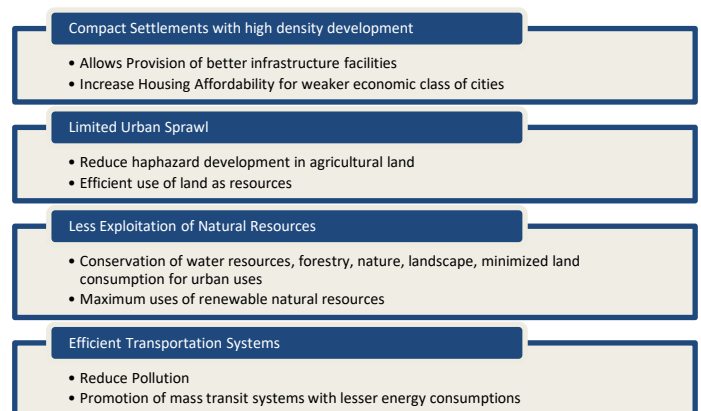 Compact Settlements with high density development
• Allows Provision of better infrastructure facilities
• Increase Housing Affordability for weaker economic class of cities
Limited Urban Sprawl
• Reduce haphazard development in agricultural land
• Efficient use of land as resources
Less Exploitation of Natural Resources
• Conservation of water resources, forestry, nature, landscape, minimized land
consumption for urban uses
• Maximum uses of renewable natural resources
Efficient Transportation Systems
• Reduce Pollution
• Promotion of mass transit systems with lesser energy consumptions